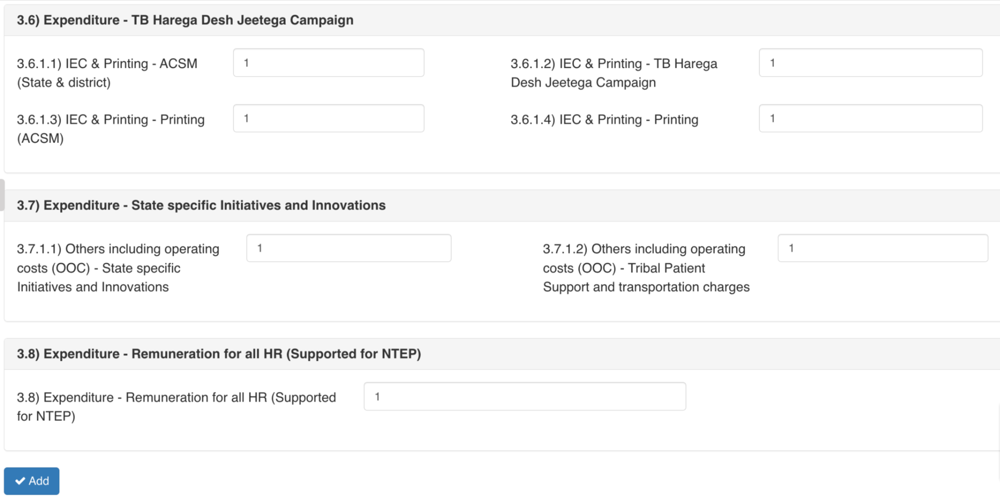 3.6) Expenditure - TB Harega Desh Jeetega Campaign
3.6.1.1) IEC & Printing - ACSM
(State & district)
1
3.6.1.2) IEC & Printing - TB Harega
Desh Jeetega Campaign
1
3.6.1.3) IEC & Printing - Printing
(ACSM)
1
3.6.1.4) IEC & Printing - Printing
1
3.7) Expenditure - State specific Initiatives and Innovations
3.7.1.1) Others including operating
costs (OOC) - State specific
Initiatives and Innovations
1
3.7.1.2) Others including operating
costs (OOC) - Tribal Patient
Support and transportation charges
1
3.8) Expenditure - Remuneration for all HR (Supported for NTEP)
3.8) Expenditure - Remuneration for all HR (Supported
for NTEP)
1
Add